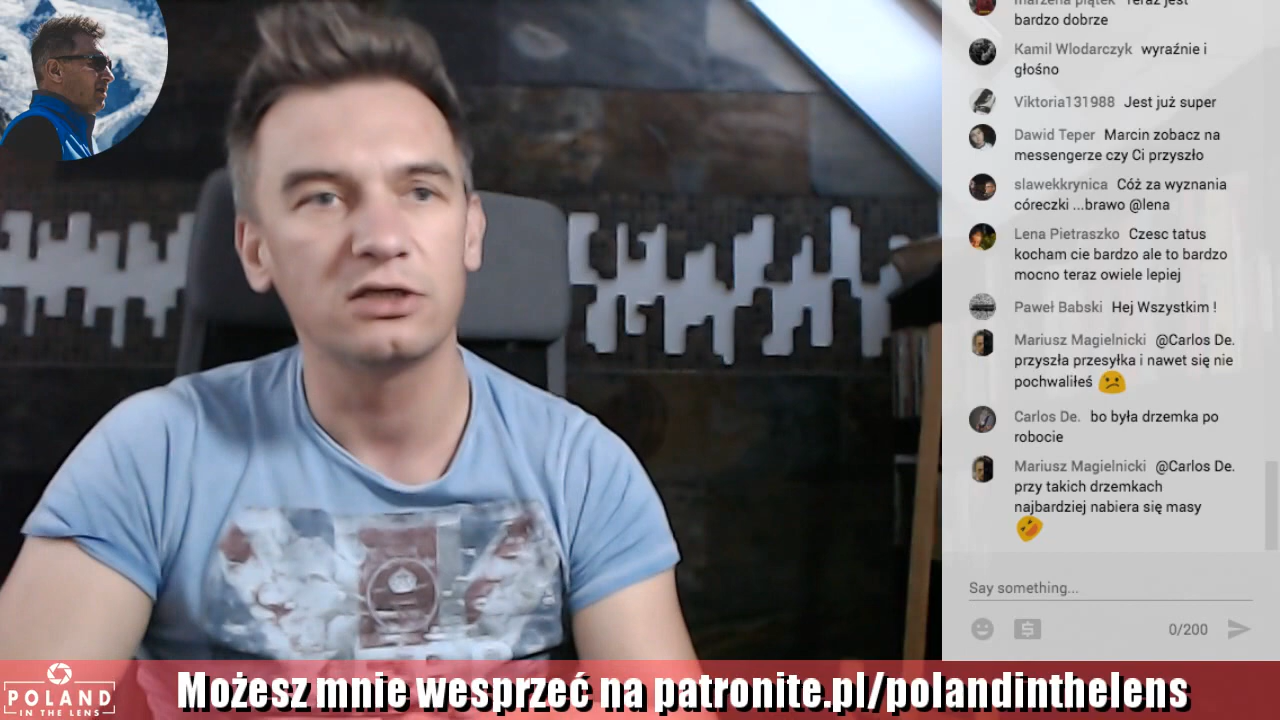 marzena piątek Teraz jest
bardzo dobrze
Kamil Wlodarczyk wyraźnie i
głośno
Viktoria131988 Jest już super
Dawid Teper Marcin zobacz na
messengerze czy Ci przyszło
slawekkrynica Cóż za wyznania
córeczki ...brawo @lena
Lena Pietraszko Czesc tatus
kocham cie bardzo ale to bardzo
mocno teraz owiele lepiej
Paweł Babski Hej Wszystkim !
Mariusz Magielnicki @Carlos De.
przyszła przesyłka i nawet się nie
pochwaliłeś
Carlos De. bo była drzemka po
robocie
Mariusz Magielnicki @Carlos De.
przy takich drzemkach
najbardziej nabiera się masy
Say something...
0/200
POLAND
IN THE LENS
Możesz mnie wesprzeć na patronite.pl/polandinthelens